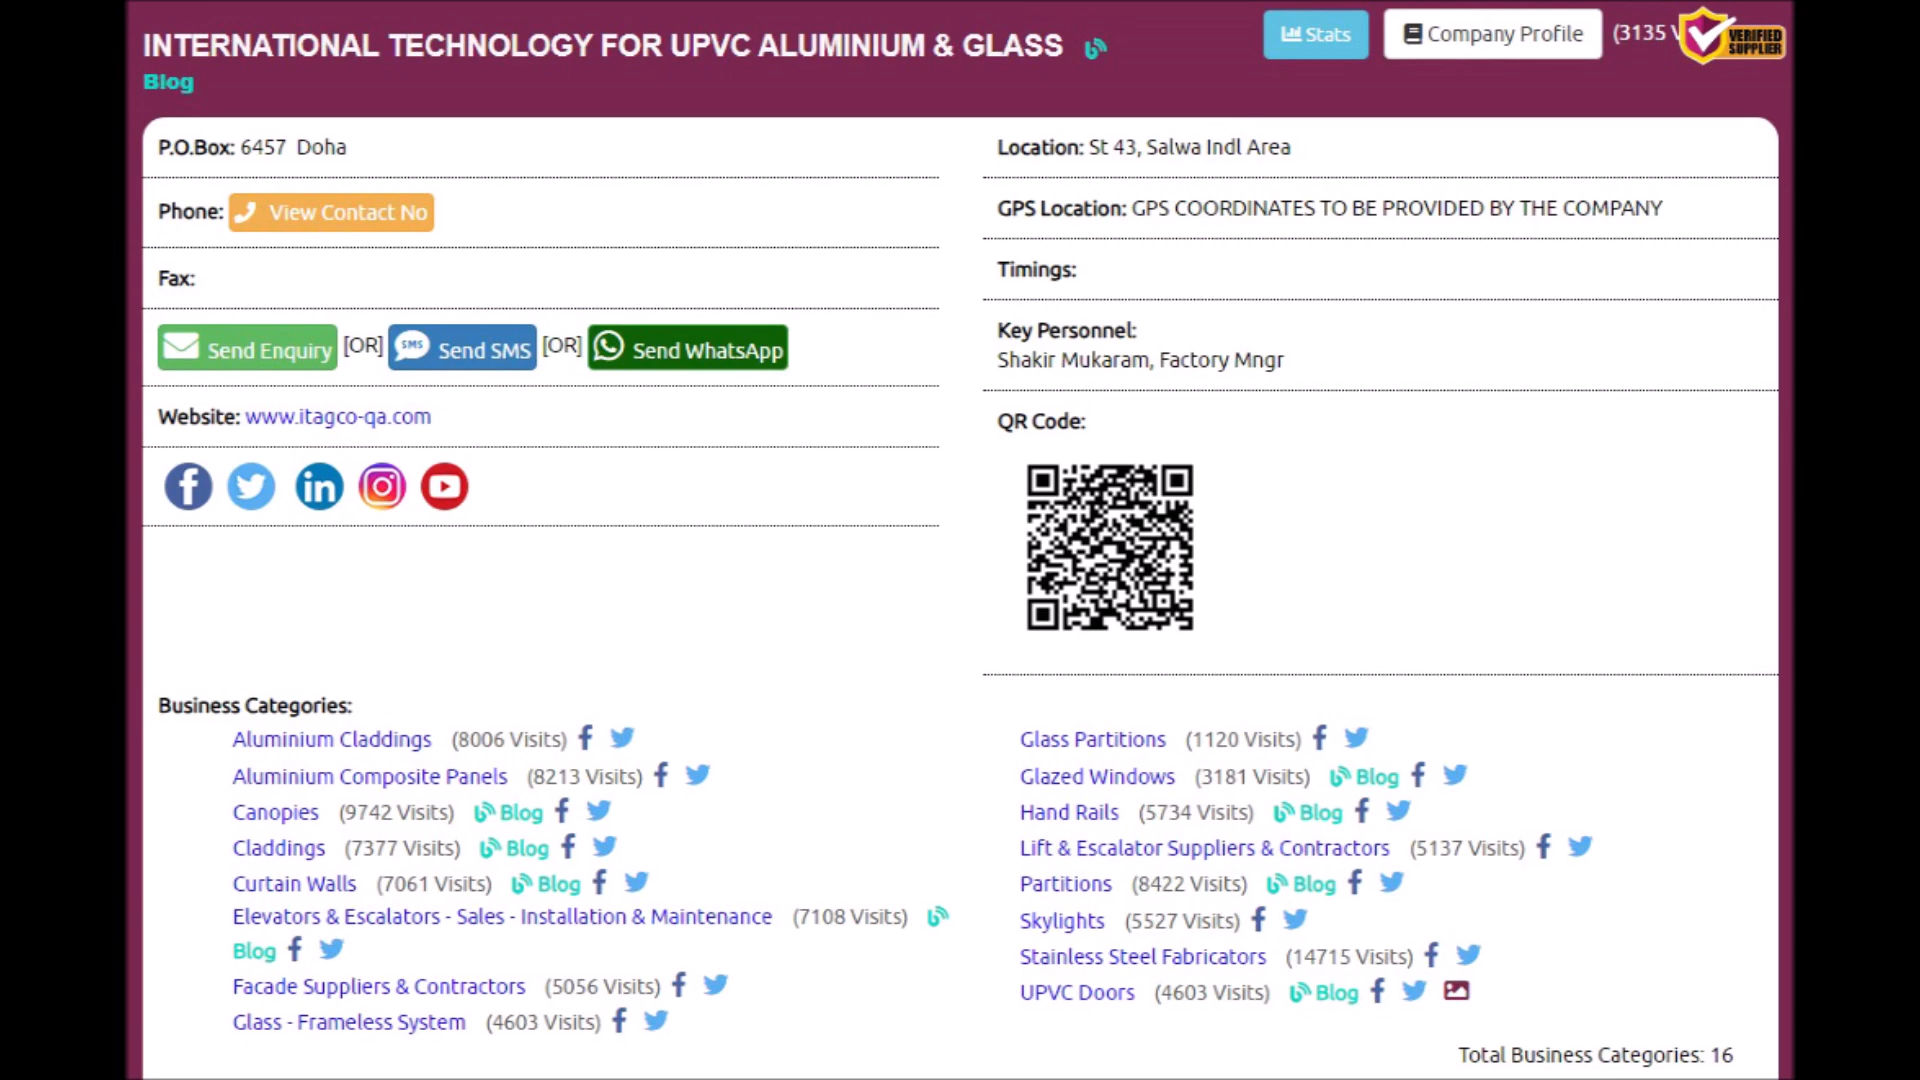 INTERNATIONAL TECHNOLOGY FOR UPVC ALUMINIUM & GLASS
Blog
Stats
Company Profile
(3135 V
VERIFIED
SUPPLIER
P.O.Box: 6457 Doha
Phone: View Contact No
Fax:
Send Enquiry [OR] SMS Send SMS [OR] Send WhatsApp
Website: www.itagco-qa.com
Location: St 43, Salwa Indl Area
GPS Location: GPS COORDINATES TO BE PROVIDED BY THE COMPANY
Timings:
Key Personnel:
Shakir Mukaram, Factory Mngr
QR Code:
Business Categories:
Aluminium Claddings (8006 Visits)
Aluminium Composite Panels (8213 Visits)
Canopies (9742 Visits) Blog
Claddings (7377 Visits) Blog
Curtain Walls (7061 Visits) Blog
Elevators & Escalators - Sales - Installation & Maintenance (7108 Visits)
Blog
Facade Suppliers & Contractors (5056 Visits)
Glass - Frameless System (4603 Visits)
Glass Partitions (1120 Visits)
Glazed Windows (3181 Visits) Blog
Hand Rails (5734 Visits) Blog
Lift & Escalator Suppliers & Contractors (5137 Visits)
Partitions (8422 Visits) Blog
Skylights (5527 Visits)
Stainless Steel Fabricators (14715 Visits)
UPVC Doors (4603 Visits) Blog
Total Business Categories: 16